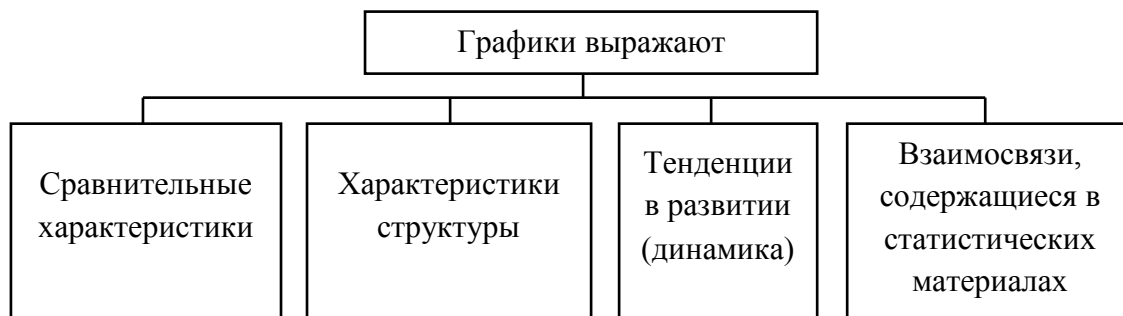 Графики выражают
Сравнительные
характеристики
Характеристики
структуры
Тенденции
в развитии
(динамика)
Взаимосвязи,
содержащиеся в
статистических
материалах